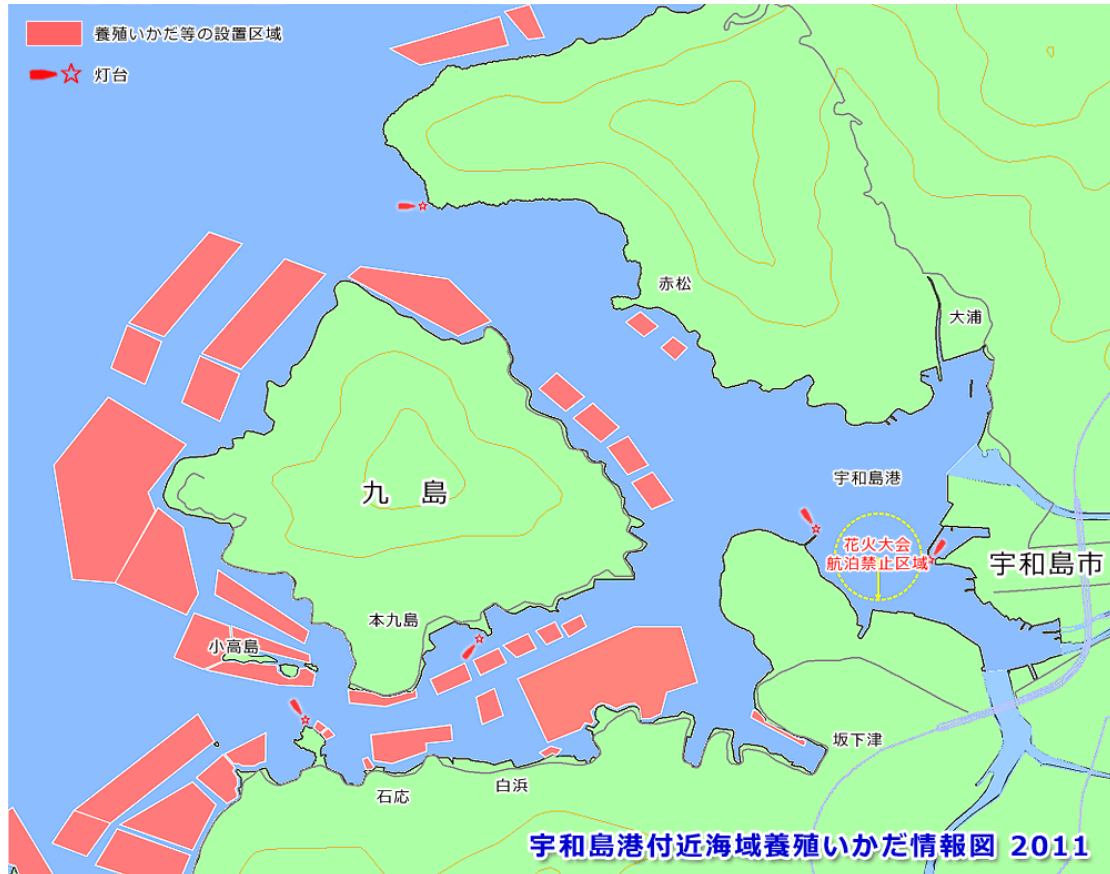 養殖いかだ等の設置区域
灯台
赤松
大浦
宇和島港
九　島
花火大会
航泊禁止区域
宇和島市
本九島
小高島
坂下津
白浜
石応
宇和島港付近海域養殖いかだ情報図 2011